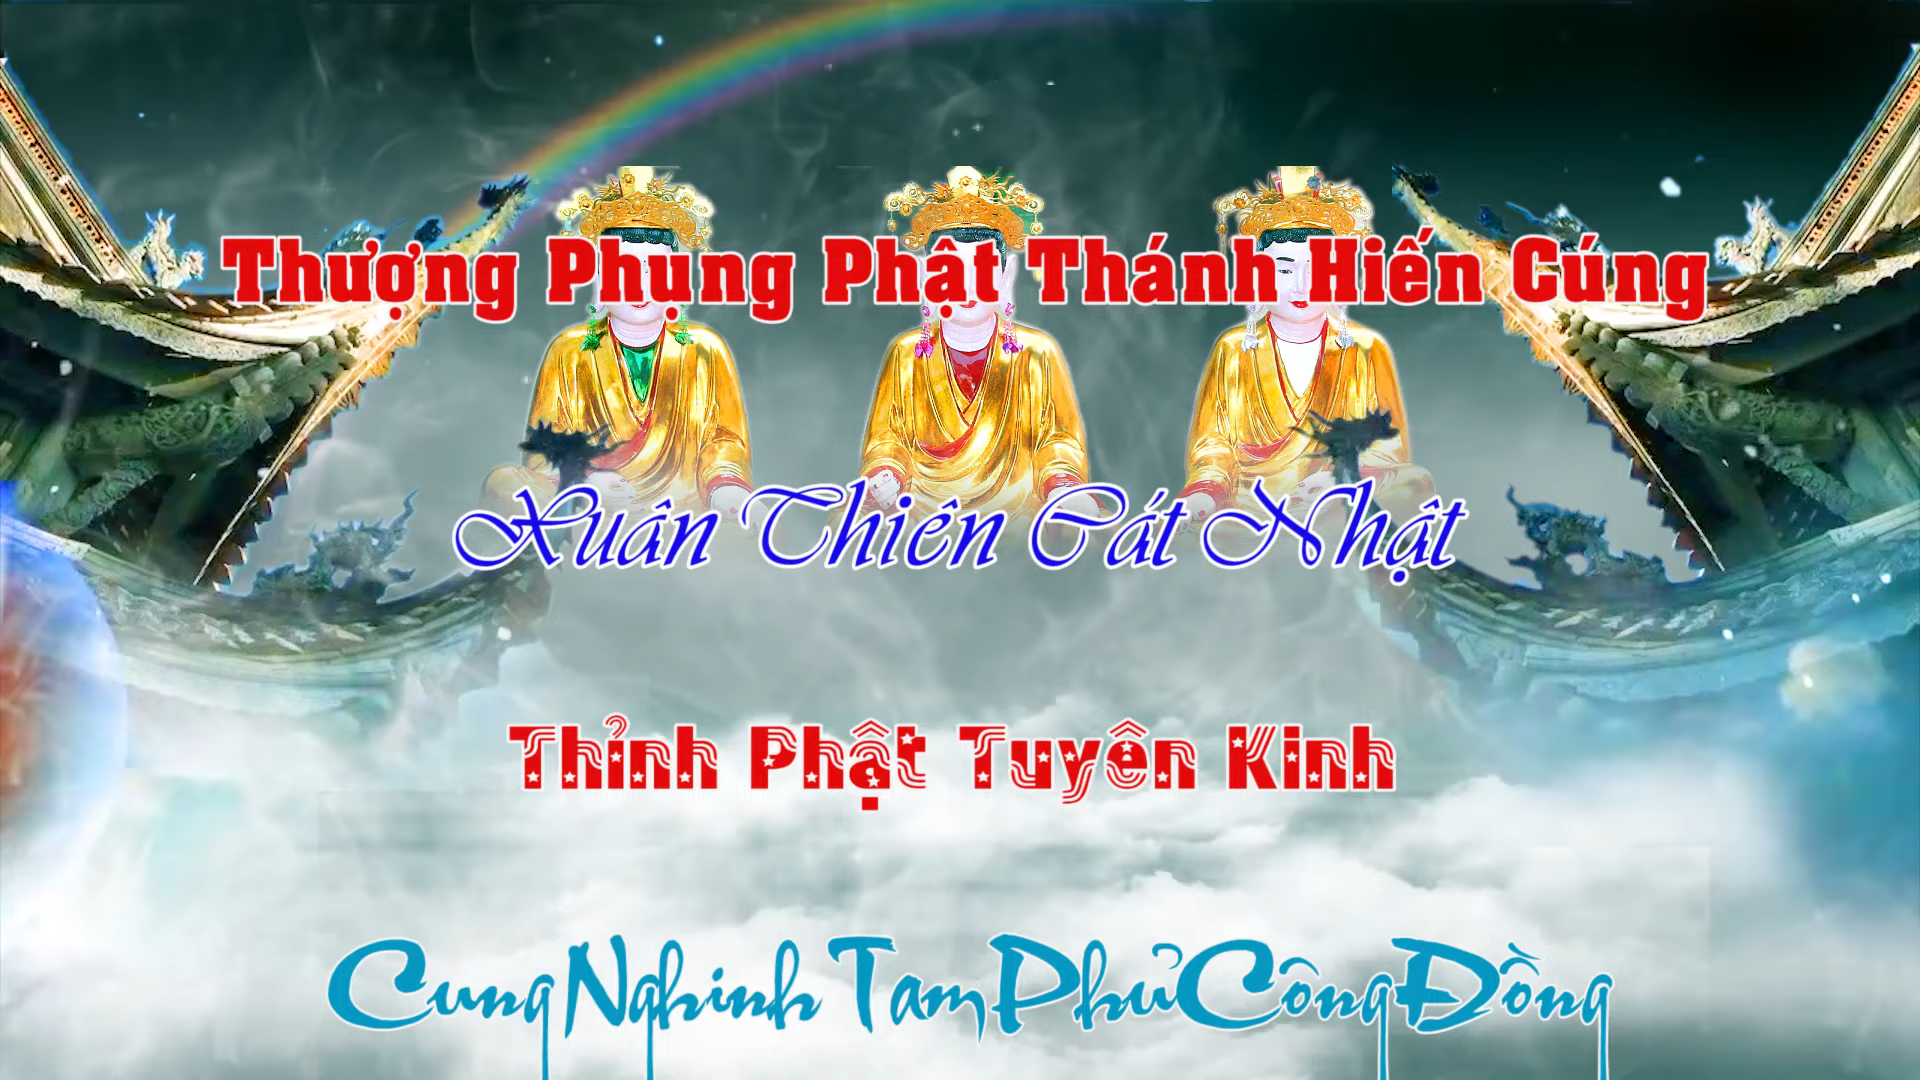 Thượng Phụng Phật Thánh Hiến Cúng
Xuân Thiên Cát Nhật
Thỉnh Phật Tuyên Kinh
Cung Nghinh Tam Phủ Công Đồng